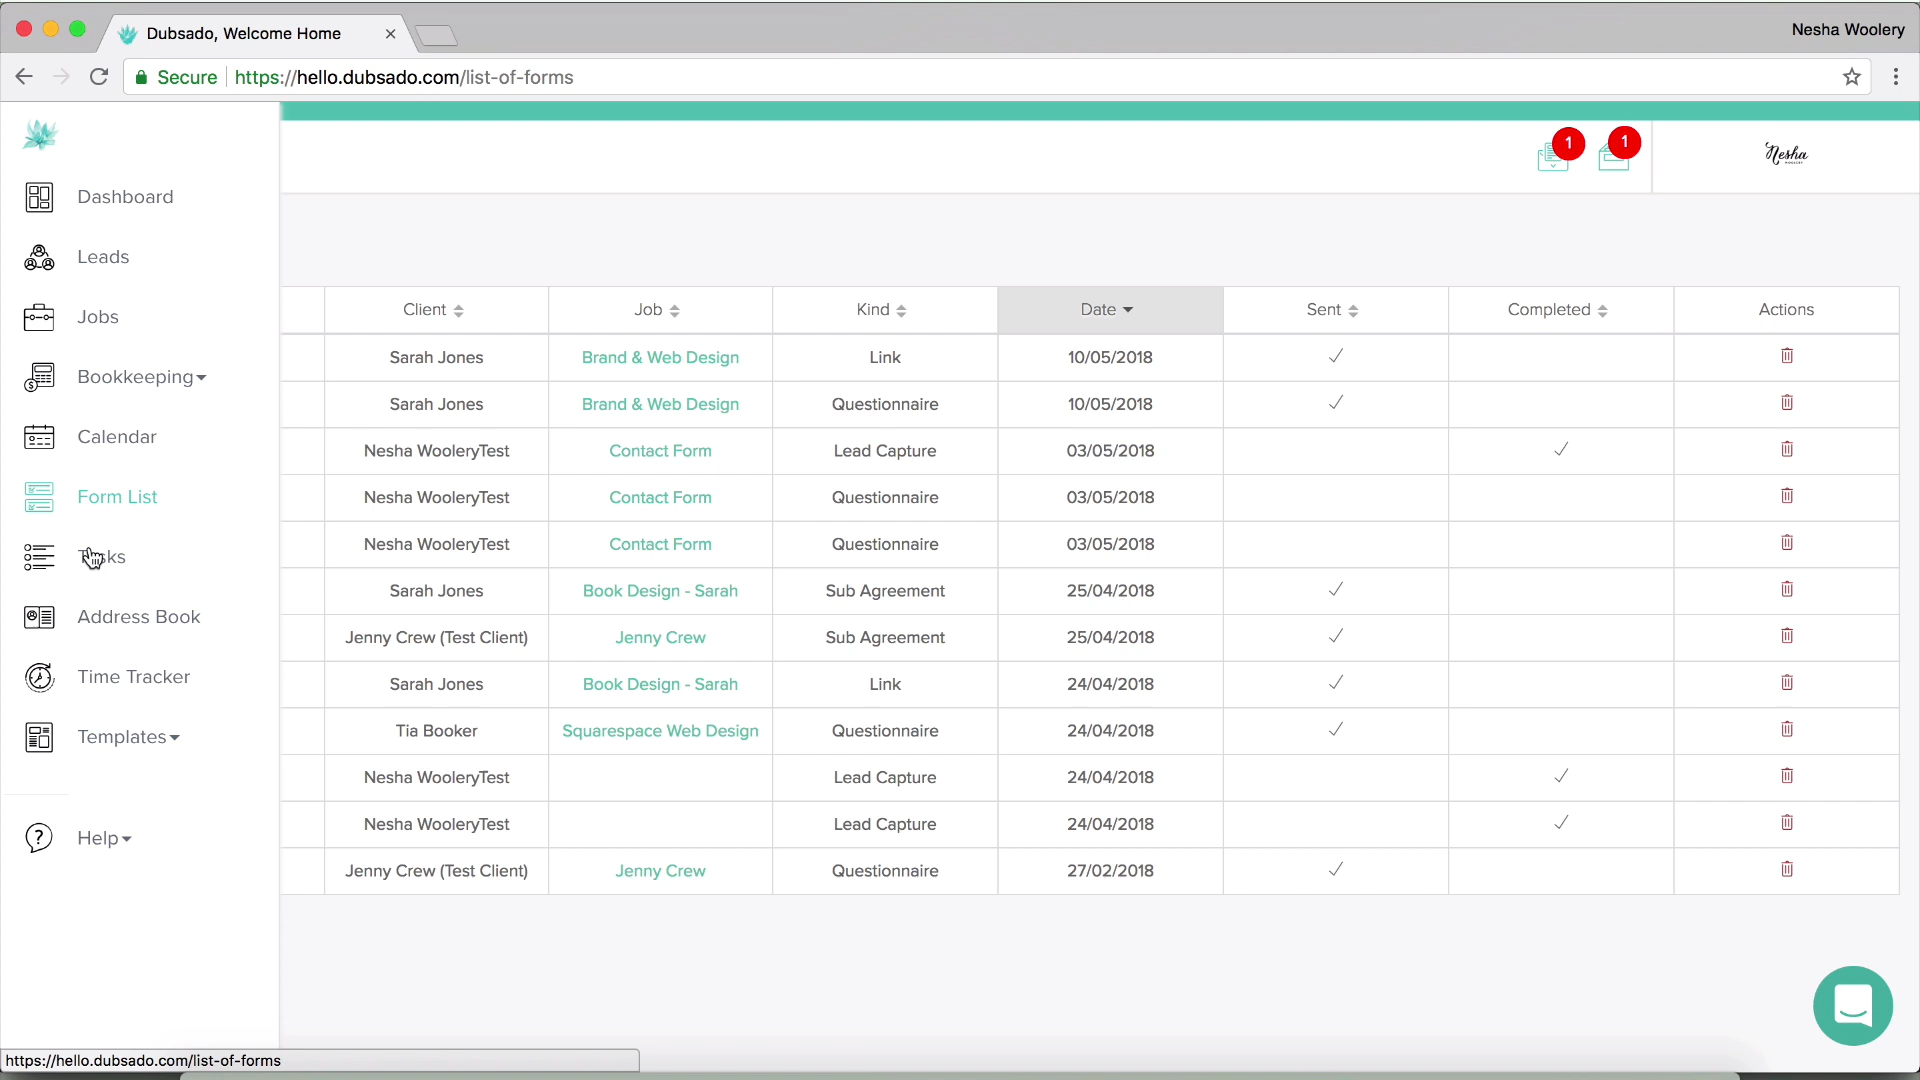 Dubsado, Welcome Home
Nesha Woolery
Secure https://hello.dubsado.com/list-of-forms
1
1
Nesha
Dashboard
Leads
Jobs
Bookkeeping
Calendar
Form List
Tasks
Address Book
Time Tracker
Templates
Help
Client Job Kind Date Sent Completed Actions
Sarah Jones Brand & Web Design Link 10/05/2018 ✓
Sarah Jones Brand & Web Design Questionnaire 10/05/2018 ✓
Nesha WooleryTest Contact Form Lead Capture 03/05/2018 ✓
Nesha WooleryTest Contact Form Questionnaire 03/05/2018
Nesha WooleryTest Contact Form Questionnaire 03/05/2018
Sarah Jones Book Design - Sarah Sub Agreement 25/04/2018 ✓
Jenny Crew (Test Client) Jenny Crew Sub Agreement 25/04/2018 ✓
Sarah Jones Book Design - Sarah Link 24/04/2018 ✓
Tia Booker Squarespace Web Design Questionnaire 24/04/2018 ✓
Nesha WooleryTest Lead Capture 24/04/2018 ✓
Nesha WooleryTest Lead Capture 24/04/2018 ✓
Jenny Crew (Test Client) Jenny Crew Questionnaire 27/02/2018 ✓
https://hello.dubsado.com/list-of-forms